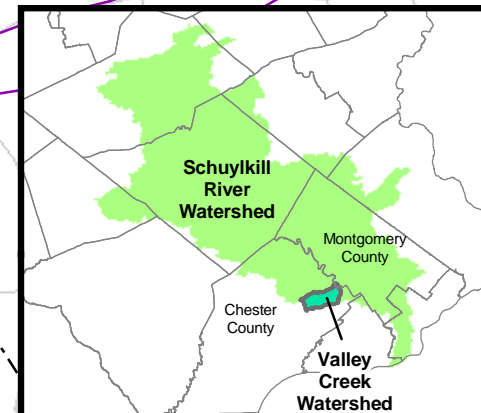 Schuylkill
River
Watershed
Montgomery
County
Chester
County
Valley
Creek
Watershed